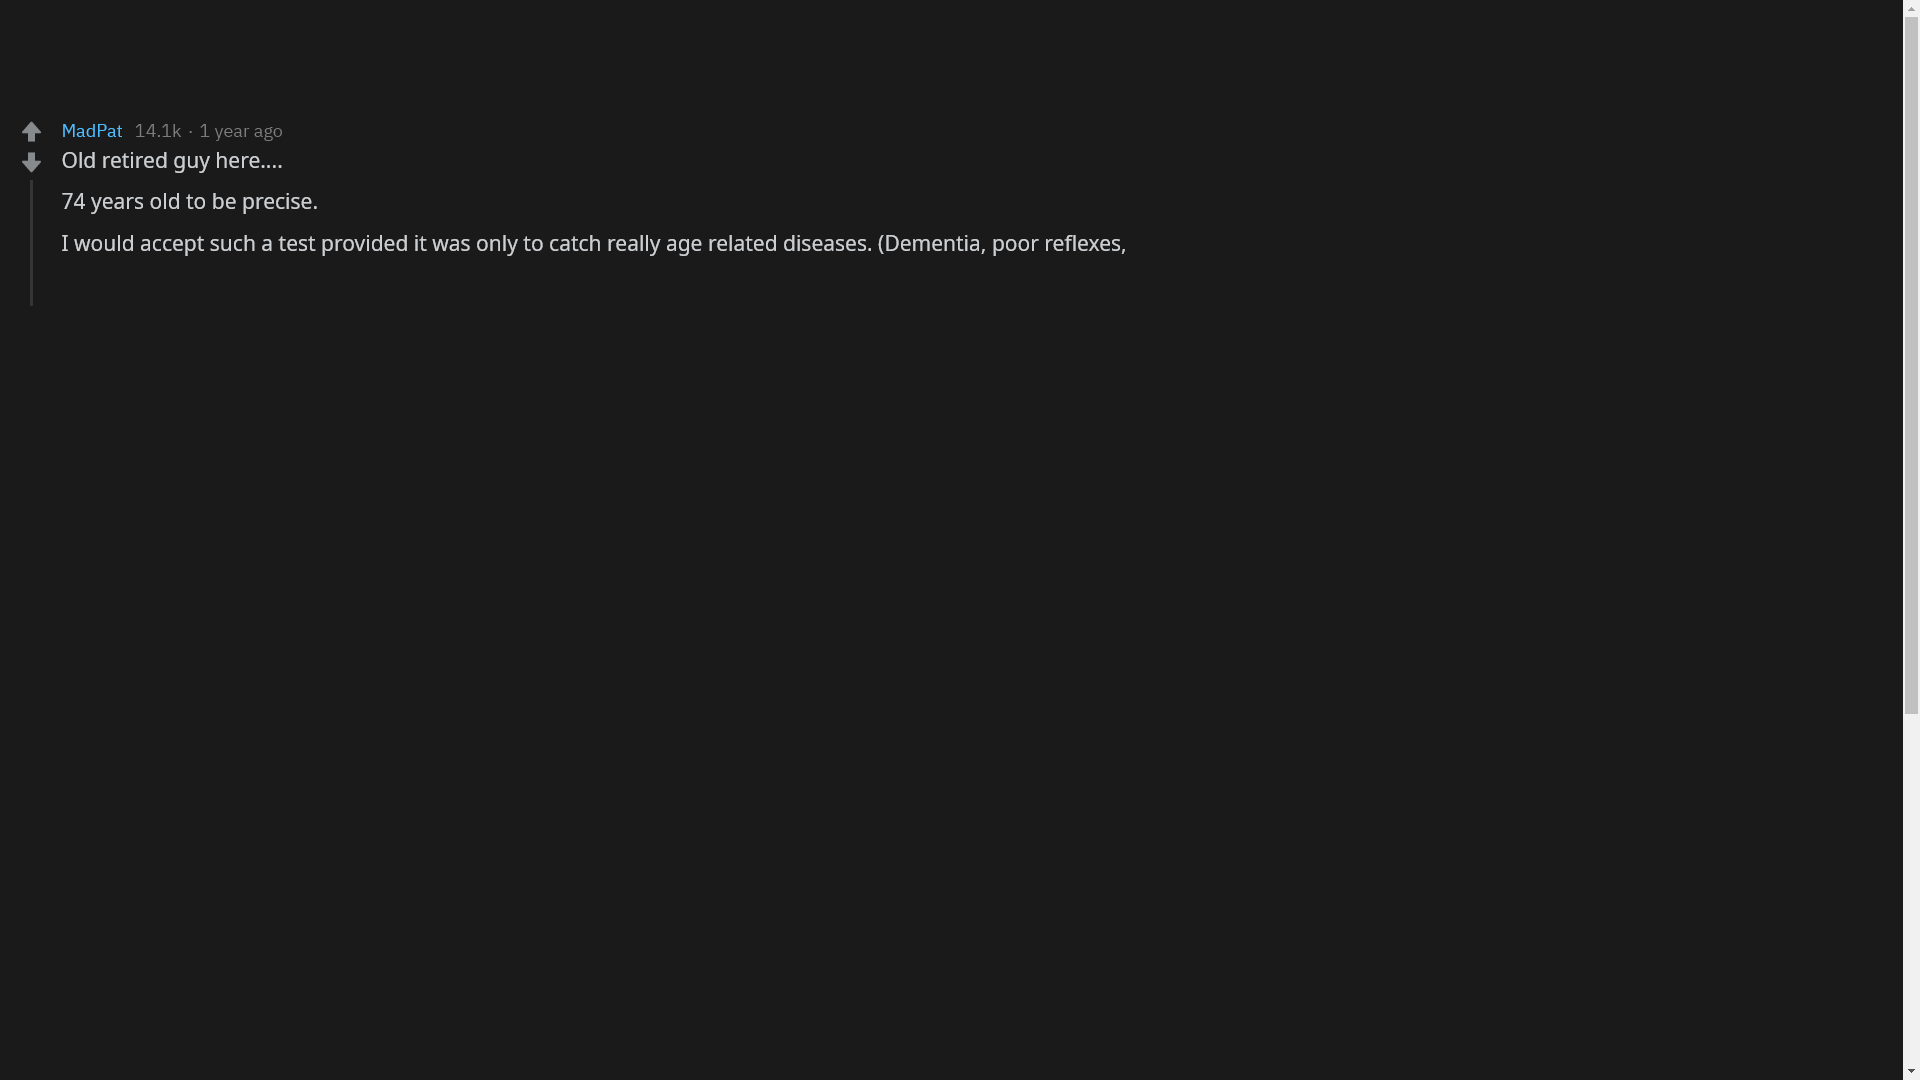 MadPat 14.1k · 1 year ago
Old retired guy here....
74 years old to be precise.
I would accept such a test provided it was only to catch really age related diseases. (Dementia, poor reflexes,